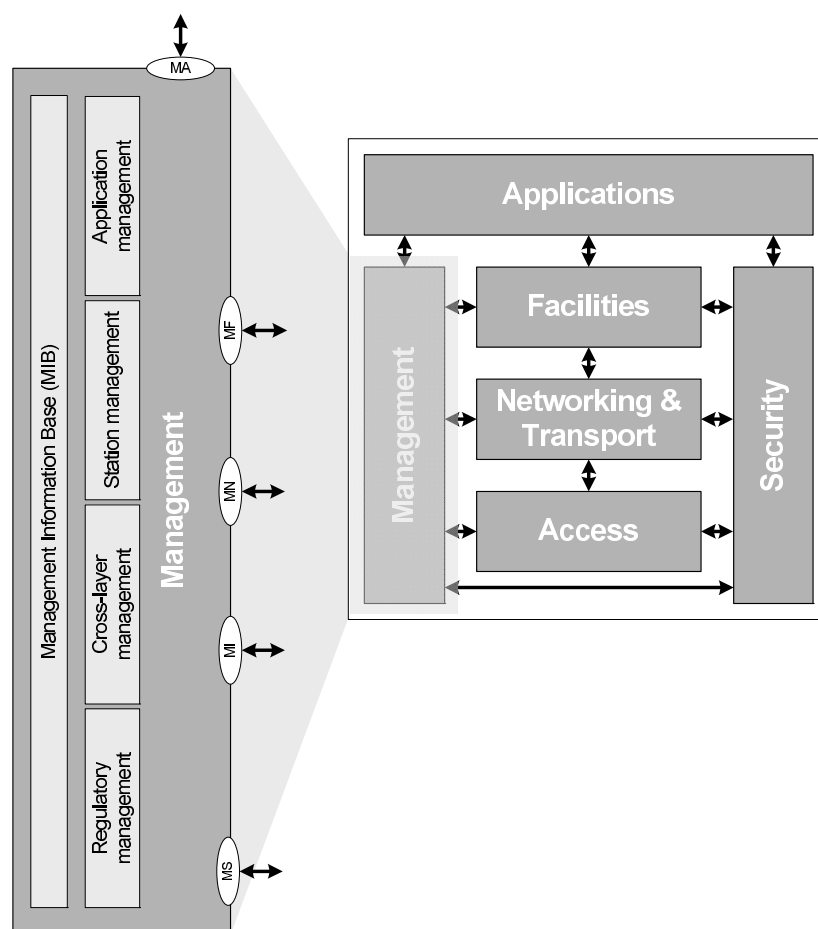 MA
Management Information Base (MIB)
Application
management
Station management
Cross-layer
management
Regulatory
management
Management
MF
MN
MI
MS
Applications
Facilities
Networking &
Transport
Access
Management
Security